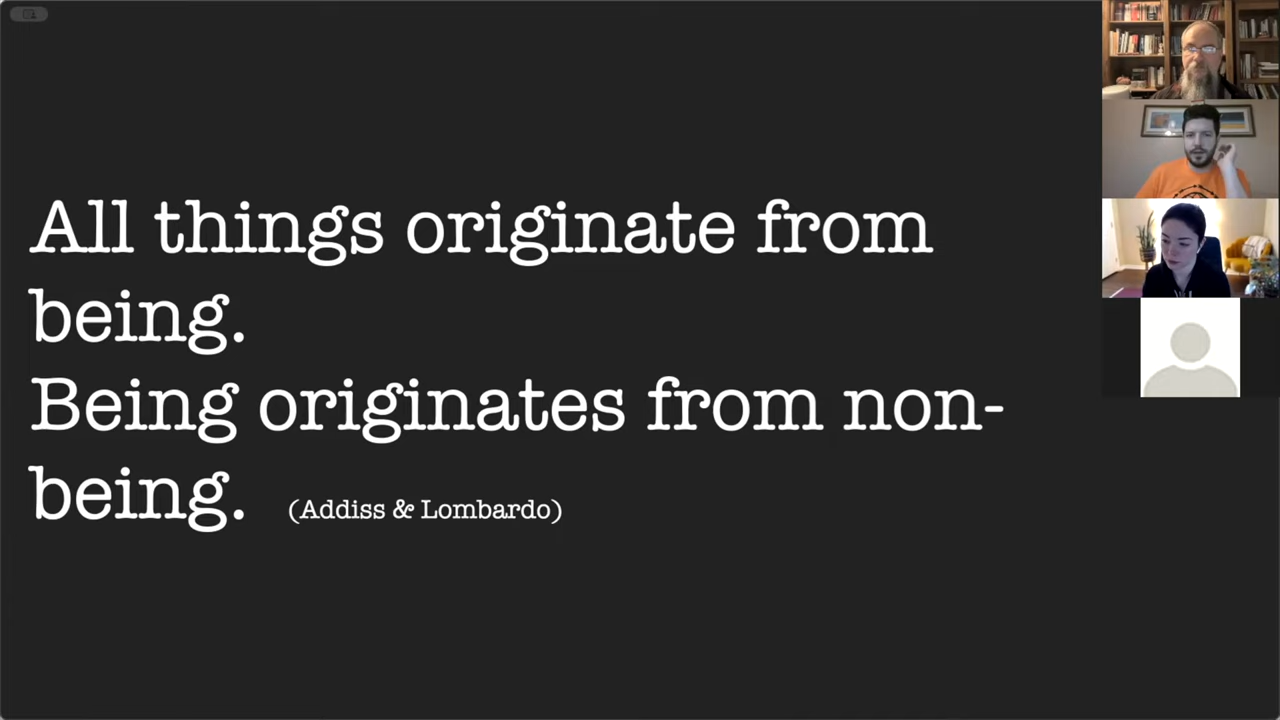 All things originate from
being.
Being originates from non-
being. (Addiss & Lombardo)